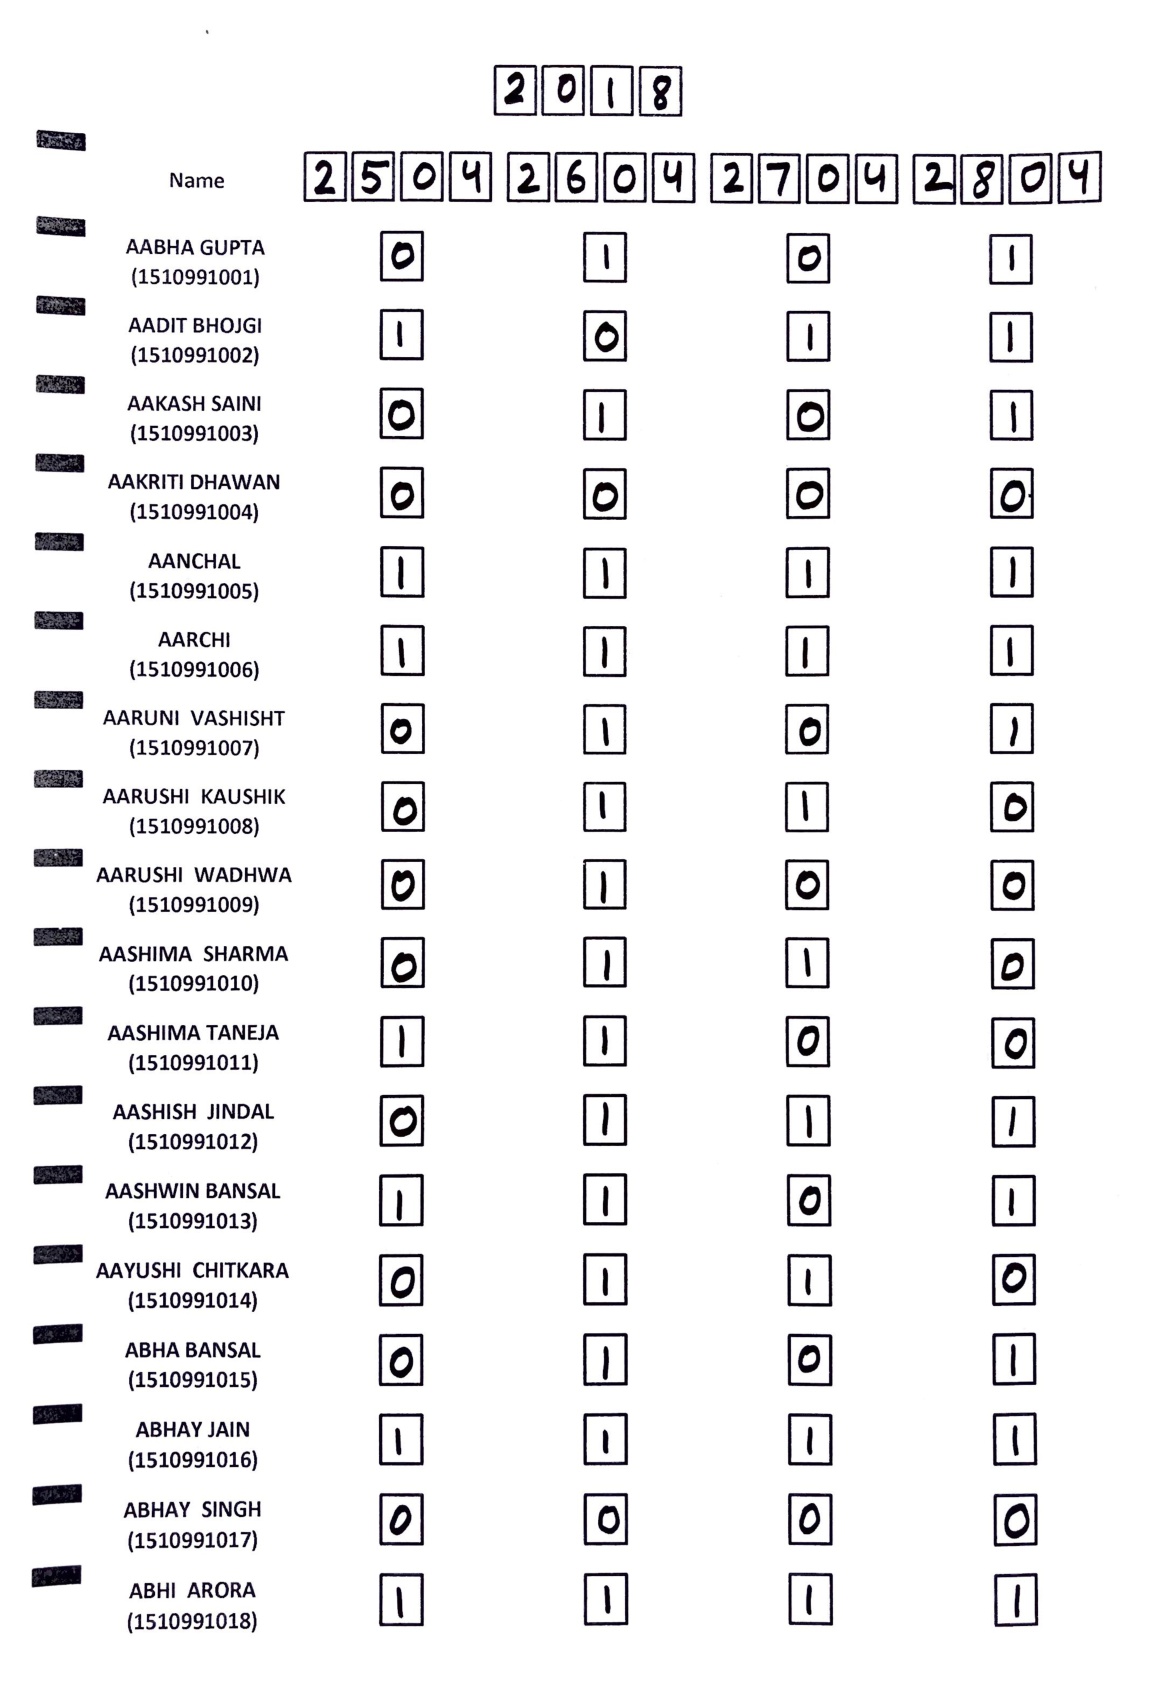 2018
Name 2504 2604 2704 2804
AABHA GUPTA 0 1 0 1
(1510991001)
AADIT BHOJGI 1 0 1 1
(1510991002)
AAKASH SAINI 0 1 0 1
(1510991003)
AAKRITI DHAWAN 0 0 0 0
(1510991004)
AANCHAL 1 1 1 1
(1510991005)
AARCHI 1 1 1 1
(1510991006)
AARUNI VASHISHT 0 1 0 1
(1510991007)
AARUSHI KAUSHIK 0 1 1 0
(1510991008)
AARUSHI WADHWA 0 1 0 0
(1510991009)
AASHIMA SHARMA 0 1 1 0
(1510991010)
AASHIMA TANEJA 1 1 0 0
(1510991011)
AASHISH JINDAL 0 1 1 1
(1510991012)
AASHWIN BANSAL 1 1 0 1
(1510991013)
AAYUSHI CHITKARA 0 1 1 0
(1510991014)
ABHA BANSAL 0 1 0 1
(1510991015)
ABHAY JAIN 1 1 1 1
(1510991016)
ABHAY SINGH 0 0 0 0
(1510991017)
ABHI ARORA 1 1 1 1
(1510991018)